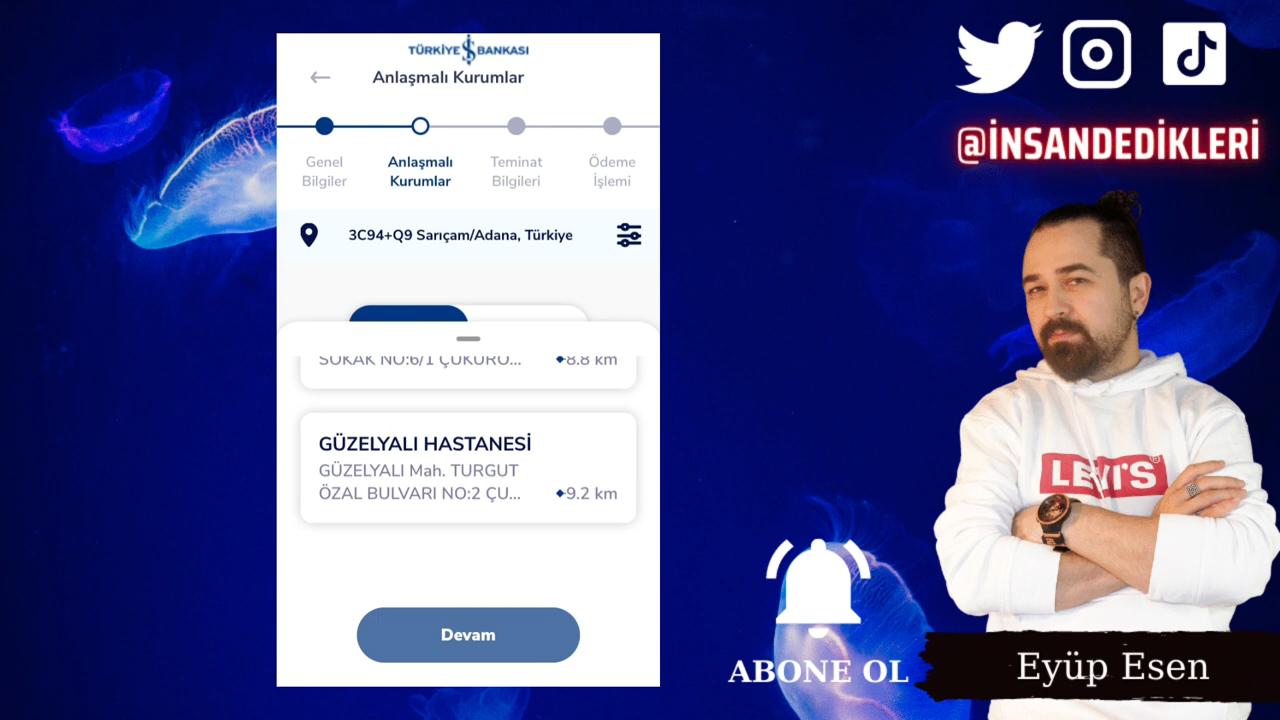 TÜRKİYE İŞ BANKASI
Anlaşmalı Kurumlar
Genel
Bilgiler
Anlaşmalı
Kurumlar
Teminat
Bilgileri
Ödeme
İşlemi
3C94+Q9 Sarıçam/Adana, Türkiye
SOKAK NO:6/1 ÇUKURO...
8.8 km
GÜZELYALI HASTANESİ
GÜZELYALI Mah. TURGUT
ÖZAL BULVARI NO:2 ÇU...
9.2 km
Devam
@İNSANDEDİKLERİ
LEVI'S
ABONE OL
Eyüp Esen